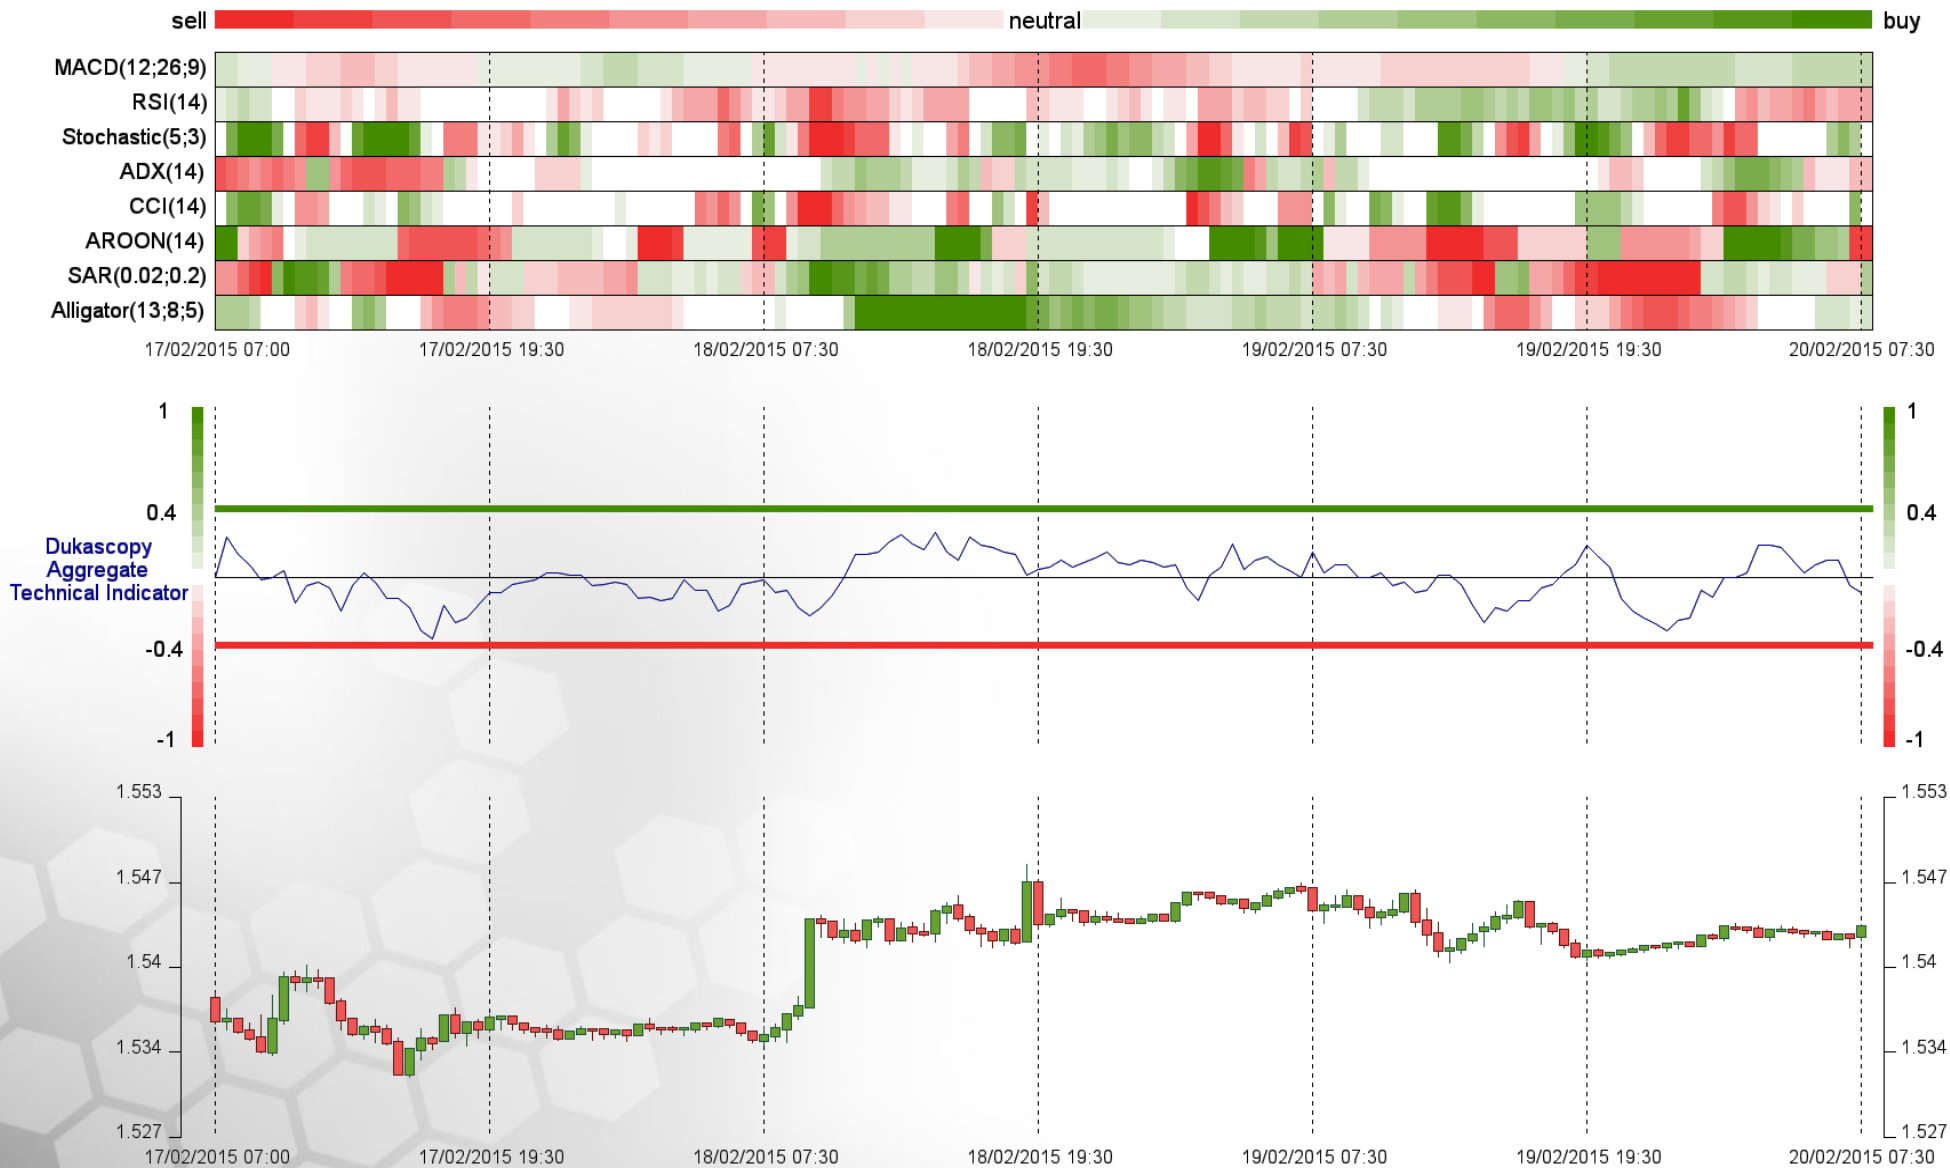 sell neutral buy
MACD(12;26;9)
RSI(14)
Stochastic(5;3)
ADX(14)
CCI(14)
AROON(14)
SAR(0.02;0.2)
Alligator(13;8;5)
17/02/2015 07:00 17/02/2015 19:30 18/02/2015 07:30 18/02/2015 19:30 19/02/2015 07:30 19/02/2015 19:30 20/02/2015 07:30
1 1
0.4 0.4
Dukascopy
Aggregate
Technical Indicator
-0.4 -0.4
-1 -1
1.553 1.553
1.547 1.547
1.54 1.54
1.534 1.534
1.527 1.527
17/02/2015 07:00 17/02/2015 19:30 18/02/2015 07:30 18/02/2015 19:30 19/02/2015 07:30 19/02/2015 19:30 20/02/2015 07:30